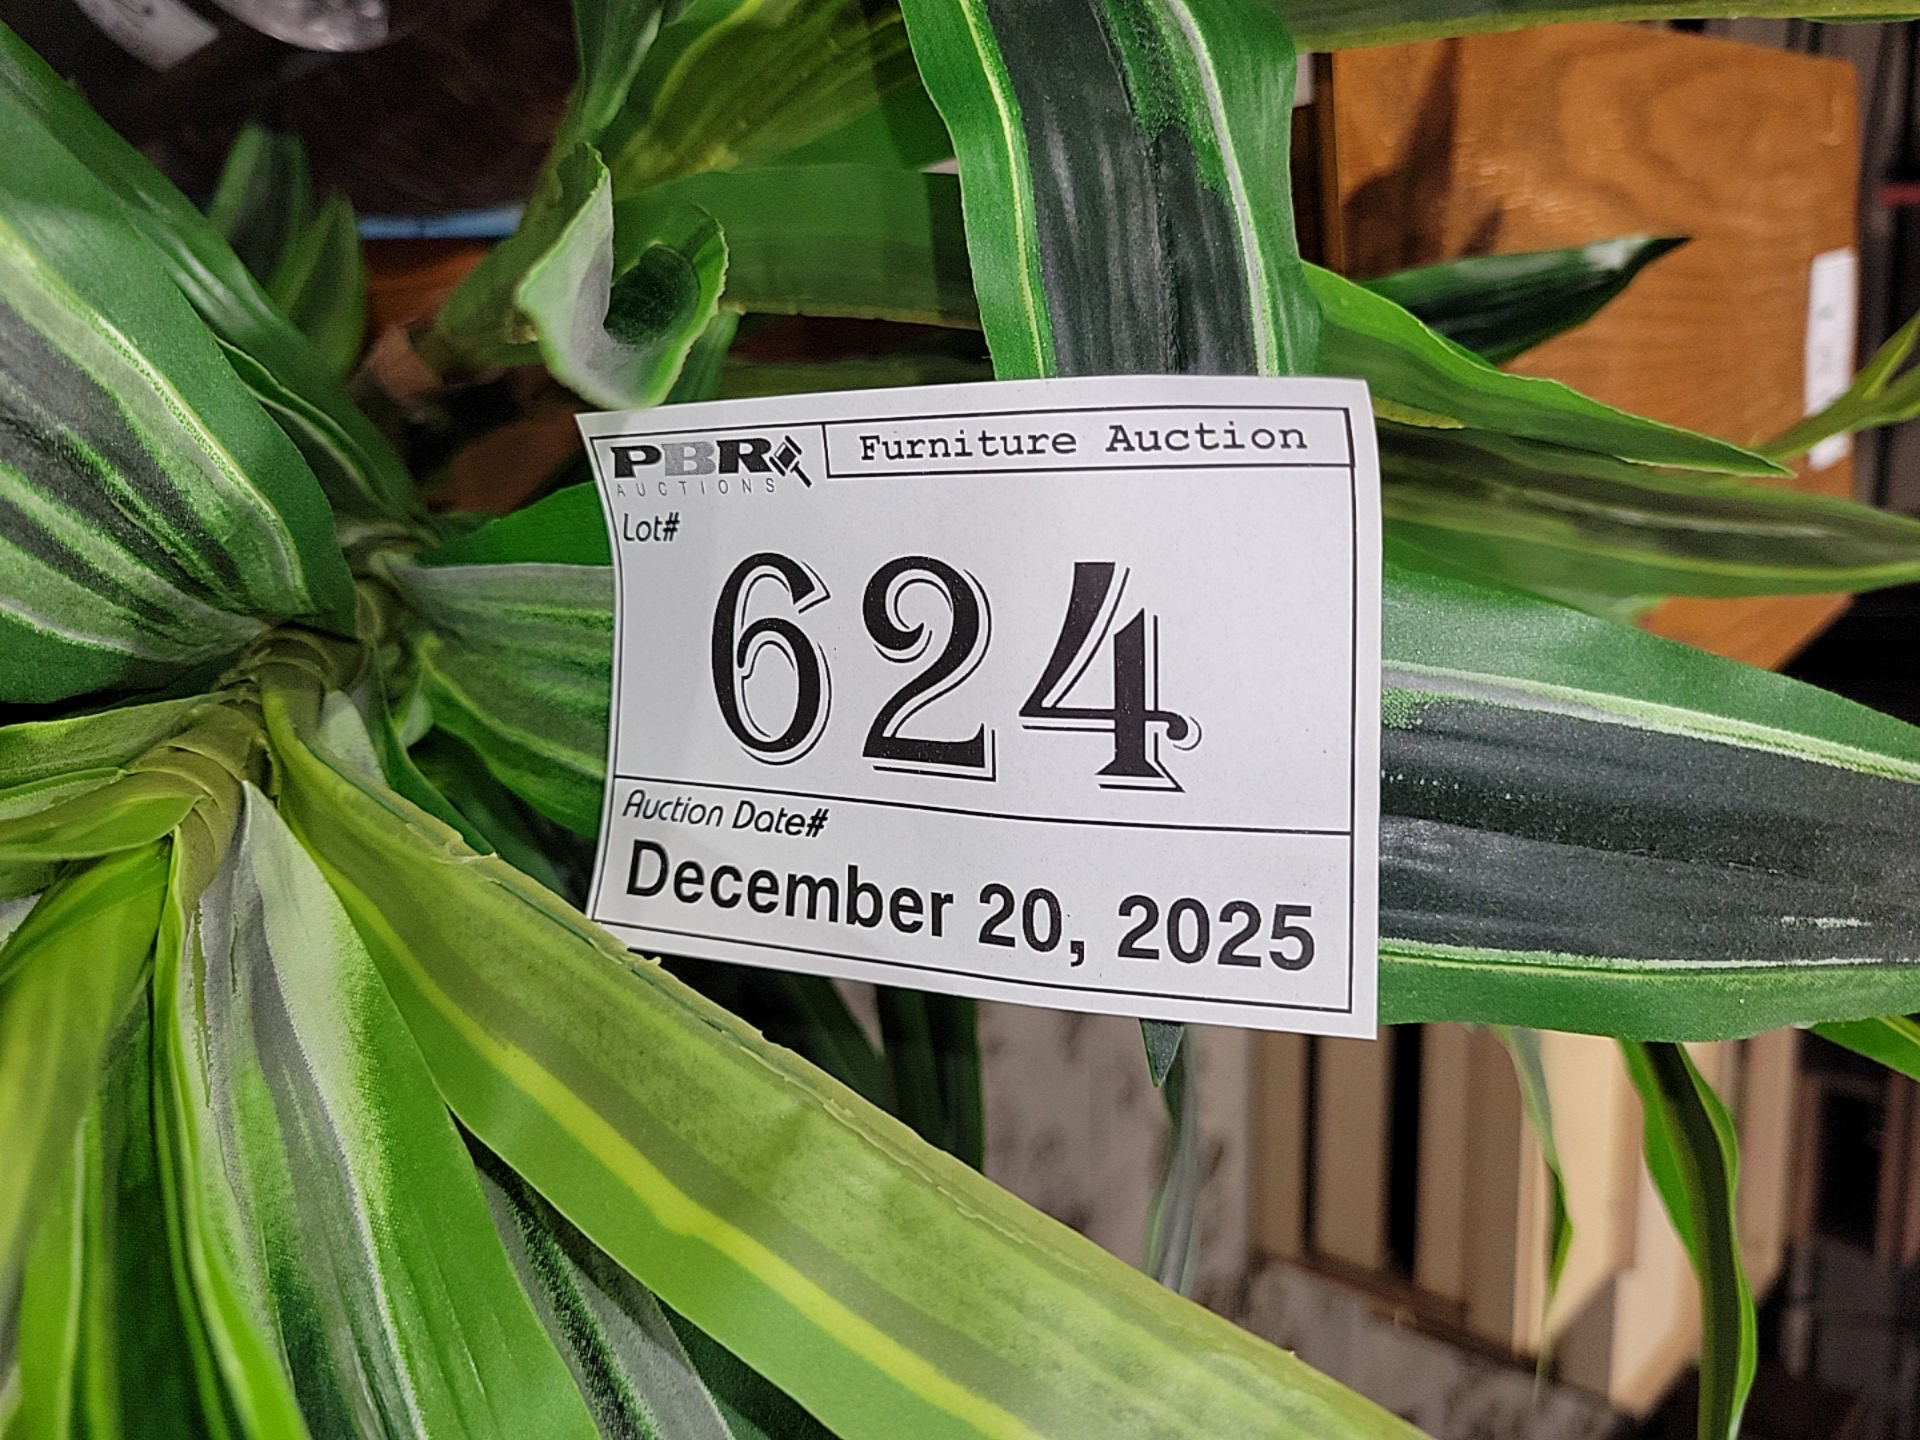 PBR
AUCTIONS
Furniture Auction
Lot#
624
Auction Date#
December 20, 2025